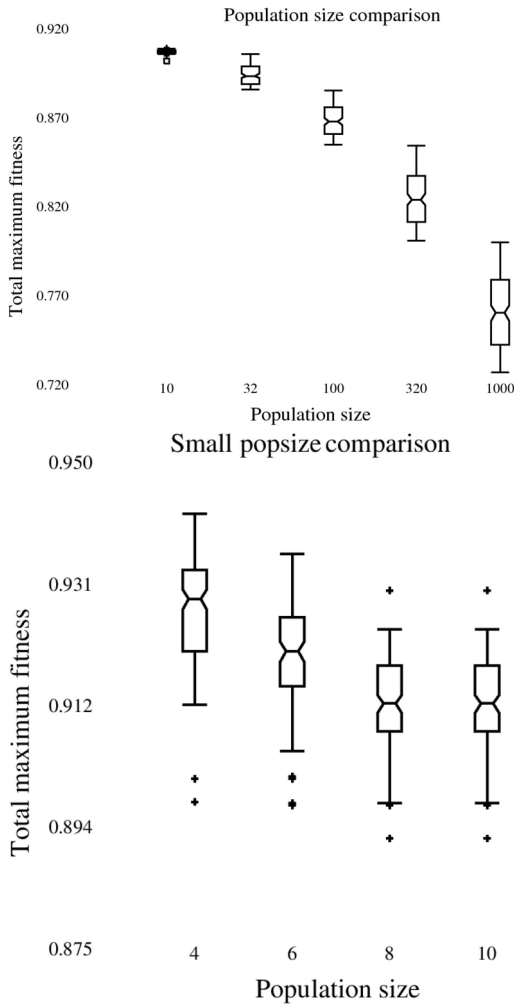 Population size comparison
Total maximum fitness
0.920
0.870
0.820
0.770
0.720
10 32 100 320 1000
Population size
Small popsize comparison
Total maximum fitness
0.950
0.931
0.912
0.894
0.875
4 6 8 10
Population size